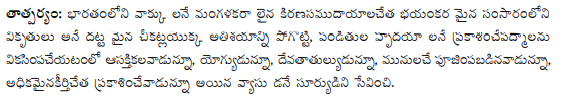 తాత్పర్యం: భారతంలోని వాక్కు లనే మంగళకరా లైన కిరణసముదాయాలచేత భయంకర మైన సంసారంలోని
వికృతులు అనే దట్ట మైన చీకట్లయొక్క అతిశయాన్ని పోగొట్టి, పండితుల హృదయా లనే ప్రకాశించేపద్మాలను
వికసింపచేయటంలో ఆసక్తికలవాడున్నూ, యోగ్యుడున్నూ, దేవతాతుల్యుడున్నూ, మునులచే పూజింపబడినవాడున్నూ,
అధికమైనకీర్తిచేత ప్రకాశించేవాడున్నూ అయిన వ్యాసు డనే సూర్యుడిని సేవించి.